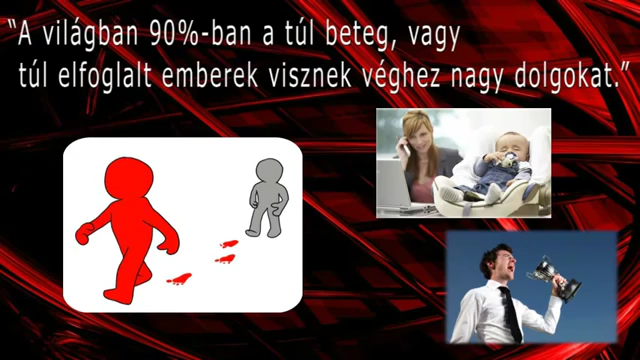 “A világban 90%-ban a túl beteg, vagy
túl elfoglalt emberek visznek véghez nagy dolgokat.”